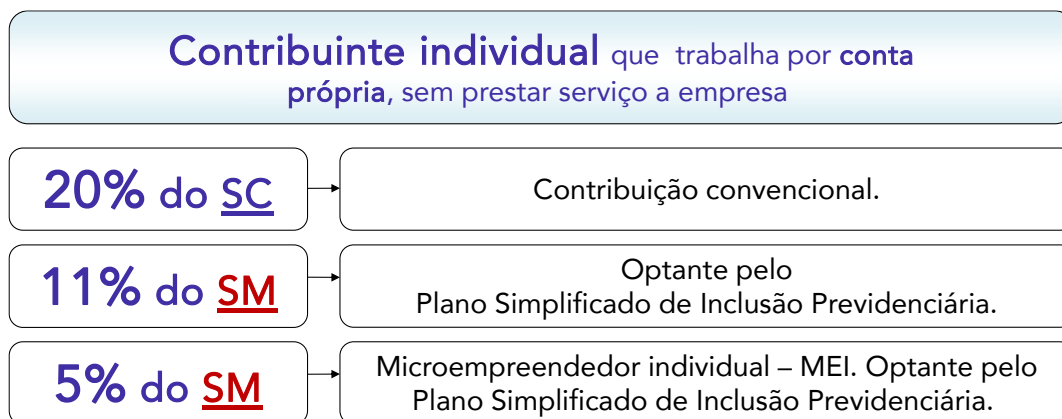 Contribuinte individual que trabalha por conta
própria, sem prestar serviço a empresa
20% do SC
Contribuição convencional.
11% do SM
Optante pelo
Plano Simplificado de Inclusão Previdenciária.
5% do SM
Microempreendedor individual – MEI. Optante pelo
Plano Simplificado de Inclusão Previdenciária.